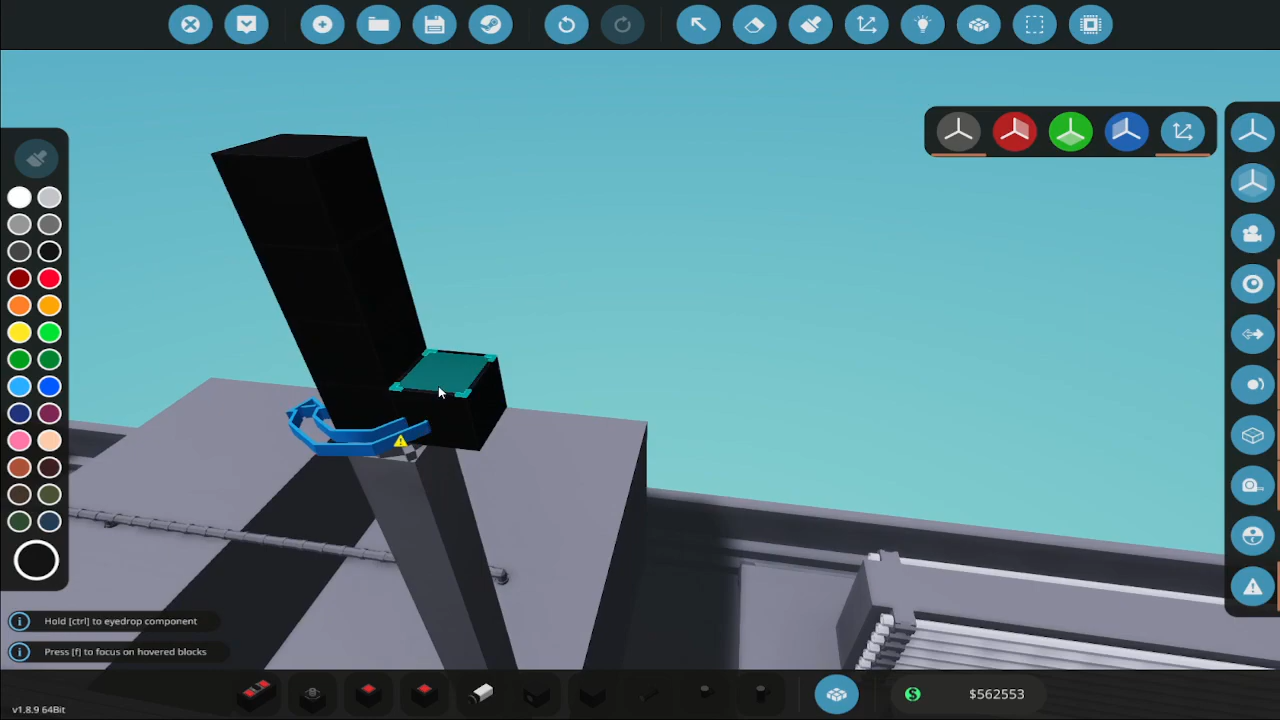 Hold [ctrl] to eyedrop component
Press [f] to focus on hovered blocks
$562553
v1.8.9 64Bit